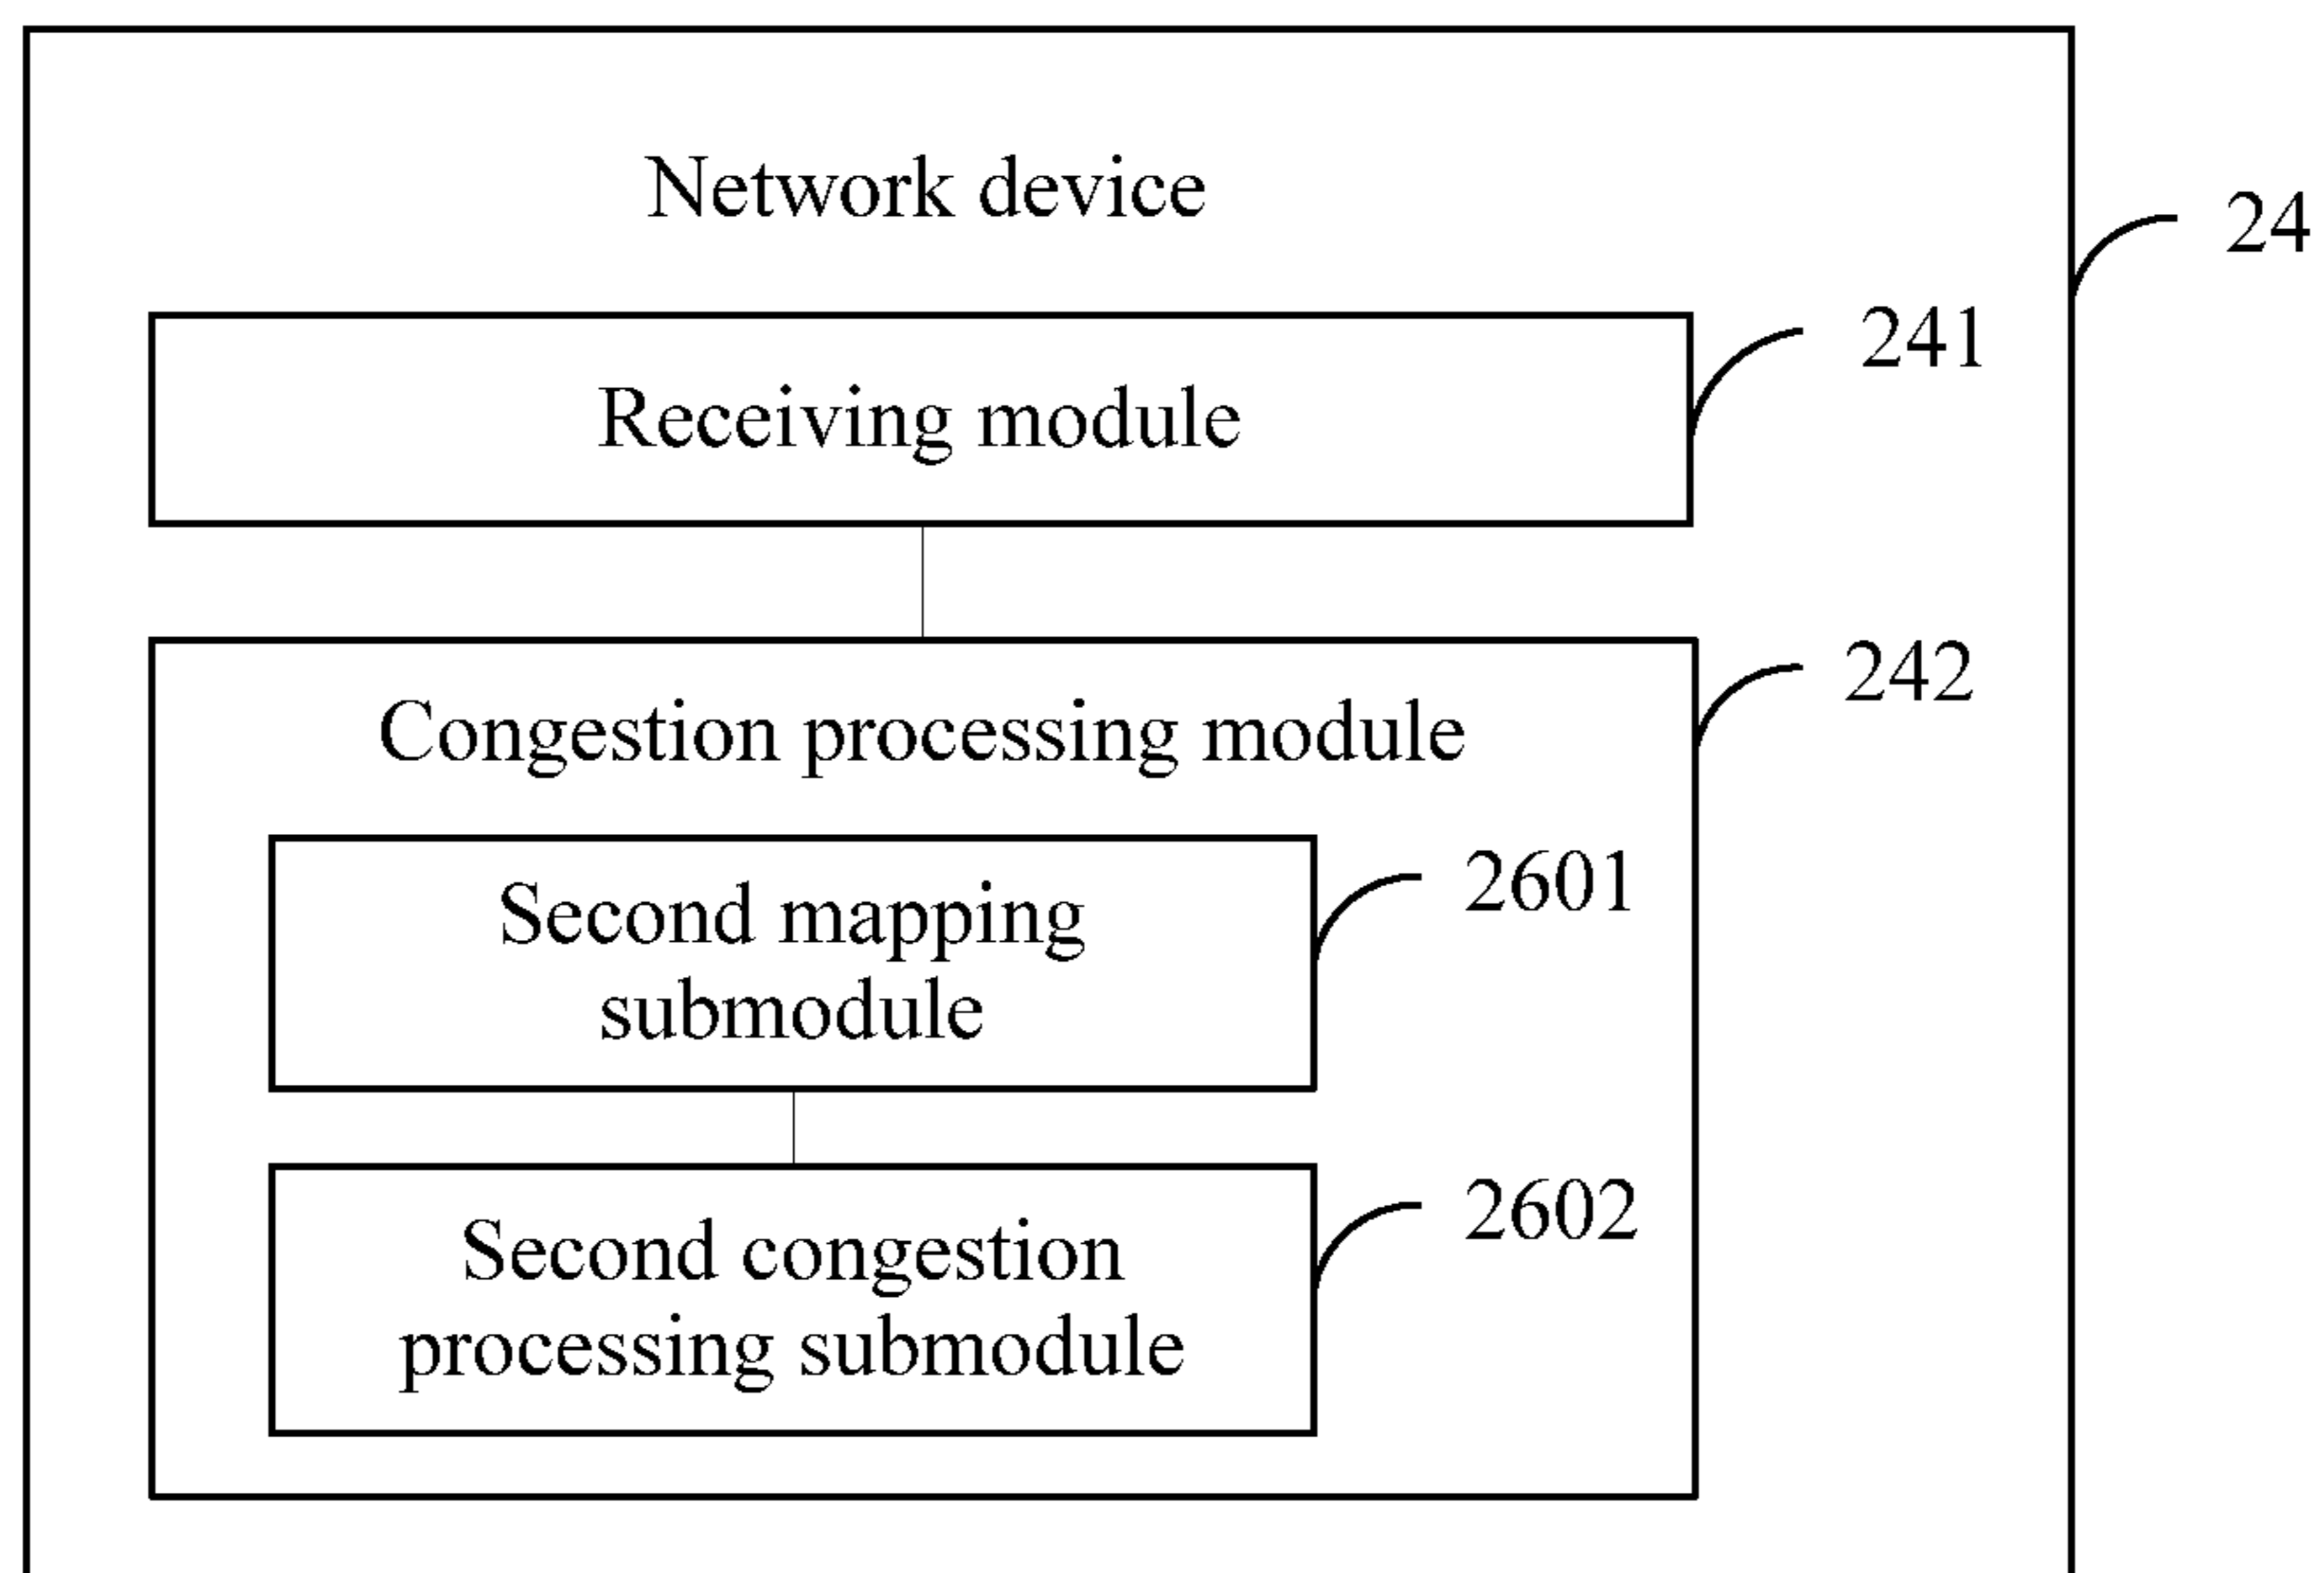 Network device
24
Receiving module
241
Congestion processing module
242
Second mapping
submodule
2601
Second congestion
processing submodule
2602